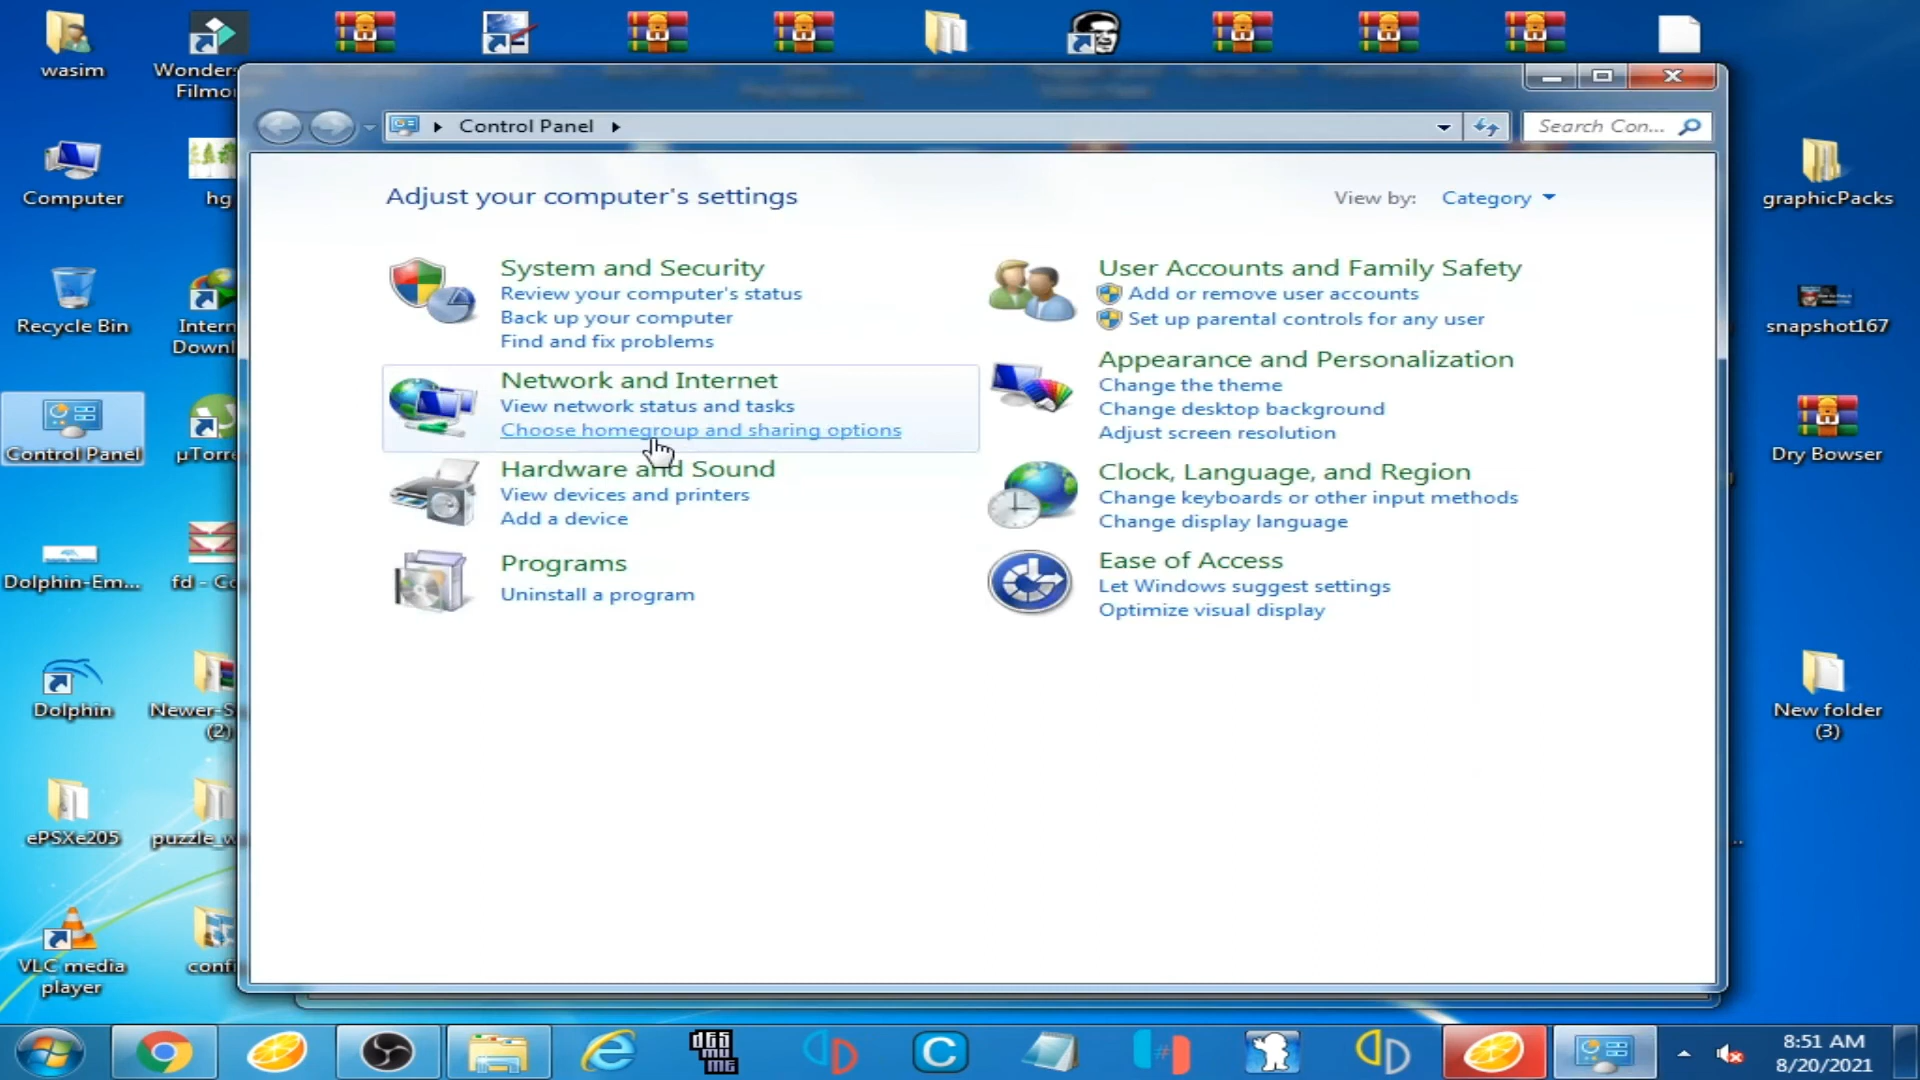 wasim
Wonders
Filmo
Computer
hg
Recycle Bin
Intern
Downl
Control Panel
µTorre
Dolphin-Em...
fd - Co
Dolphin
Newer-S
(2)
ePSXe205
puzzle_w
VLC media
player
confi
Control Panel
Search Con...
Adjust your computer's settings
View by:
Category
System and Security
Review your computer's status
Back up your computer
Find and fix problems
Network and Internet
View network status and tasks
Choose homegroup and sharing options
Hardware and Sound
View devices and printers
Add a device
Programs
Uninstall a program
User Accounts and Family Safety
Add or remove user accounts
Set up parental controls for any user
Appearance and Personalization
Change the theme
Change desktop background
Adjust screen resolution
Clock, Language, and Region
Change keyboards or other input methods
Change display language
Ease of Access
Let Windows suggest settings
Optimize visual display
graphicPacks
snapshot167
Dry Bowser
New folder
(3)
8:51 AM
8/20/2021